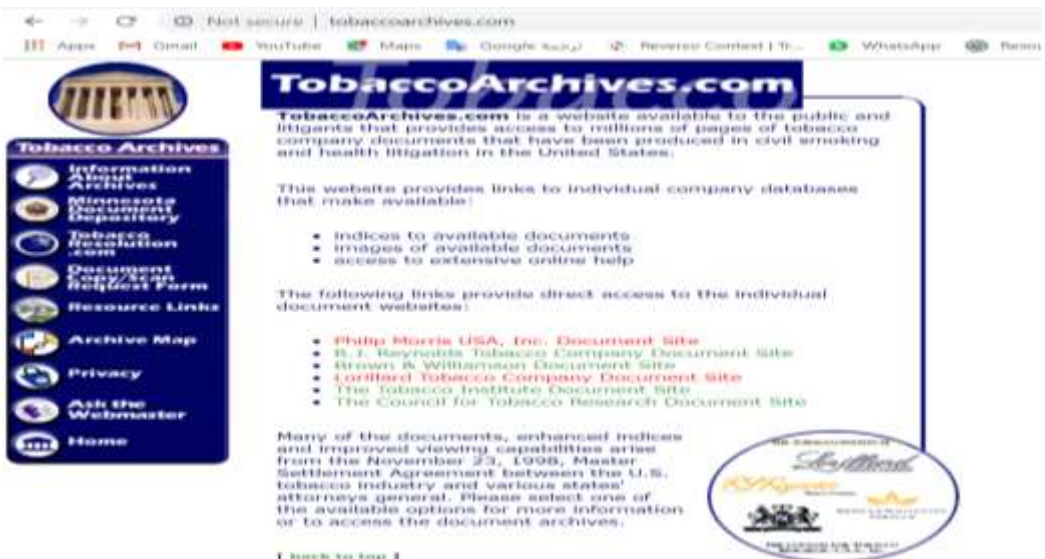 Not secure | tobaccoarchives.com
Apps Gmail YouTube Maps Google ترجمة Reverso Context | Tr... WhatsApp
TobaccoArchives.com
Tobacco
Tobacco Archives
Information
About
Archives
Minnesota
Document
Depository
Tobacco
Resolution
.com
Document
Copy/Scan
Request Form
Resource Links
Archive Map
Privacy
Ask the
Webmaster
Home
TobaccoArchives.com is a website available to the public and
litigants that provides access to millions of pages of tobacco
company documents that have been produced in civil smoking
and health litigation in the United States.
This website provides links to individual company databases
that make available:
• indices to available documents
• images of available documents
• access to extensive online help
The following links provide direct access to the individual
document websites:
• Philip Morris USA, Inc. Document Site
• R.J. Reynolds Tobacco Company Document Site
• Brown & Williamson Document Site
• Lorillard Tobacco Company Document Site
• The Tobacco Institute Document Site
• The Council for Tobacco Research Document Site
Many of the documents, enhanced indices
and improved viewing capabilities arise
from the November 23, 1998, Master
Settlement Agreement between the U.S.
tobacco industry and various states'
attorneys general. Please select one of
the available options for more information
or to access the document archives.
[ back to top ]
Lorillard
RJReynolds